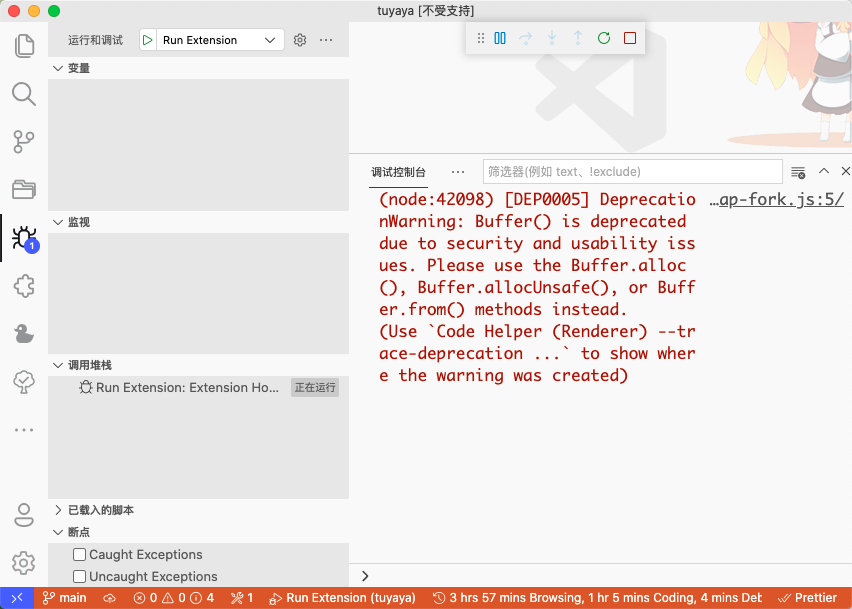 tuyaya [不受支持]
运行和调试
Run Extension
变量
监视
调用堆栈
Run Extension: Extension Ho...
正在运行
已载入的脚本
断点
Caught Exceptions
Uncaught Exceptions
调试控制台
筛选器(例如 text、!exclude)
(node:42098) [DEP0005] Deprecatio
nWarning: Buffer() is deprecated
due to security and usability iss
ues. Please use the Buffer.alloc
(), Buffer.allocUnsafe(), or Buff
er.from() methods instead.
(Use `Code Helper (Renderer) --tr
ace-deprecation ...` to show wher
e the warning was created)
…ap-fork.js:5/
1
main
0
0
4
1
Run Extension (tuyaya)
3 hrs 57 mins Browsing, 1 hr 5 mins Coding, 4 mins Det
Prettier